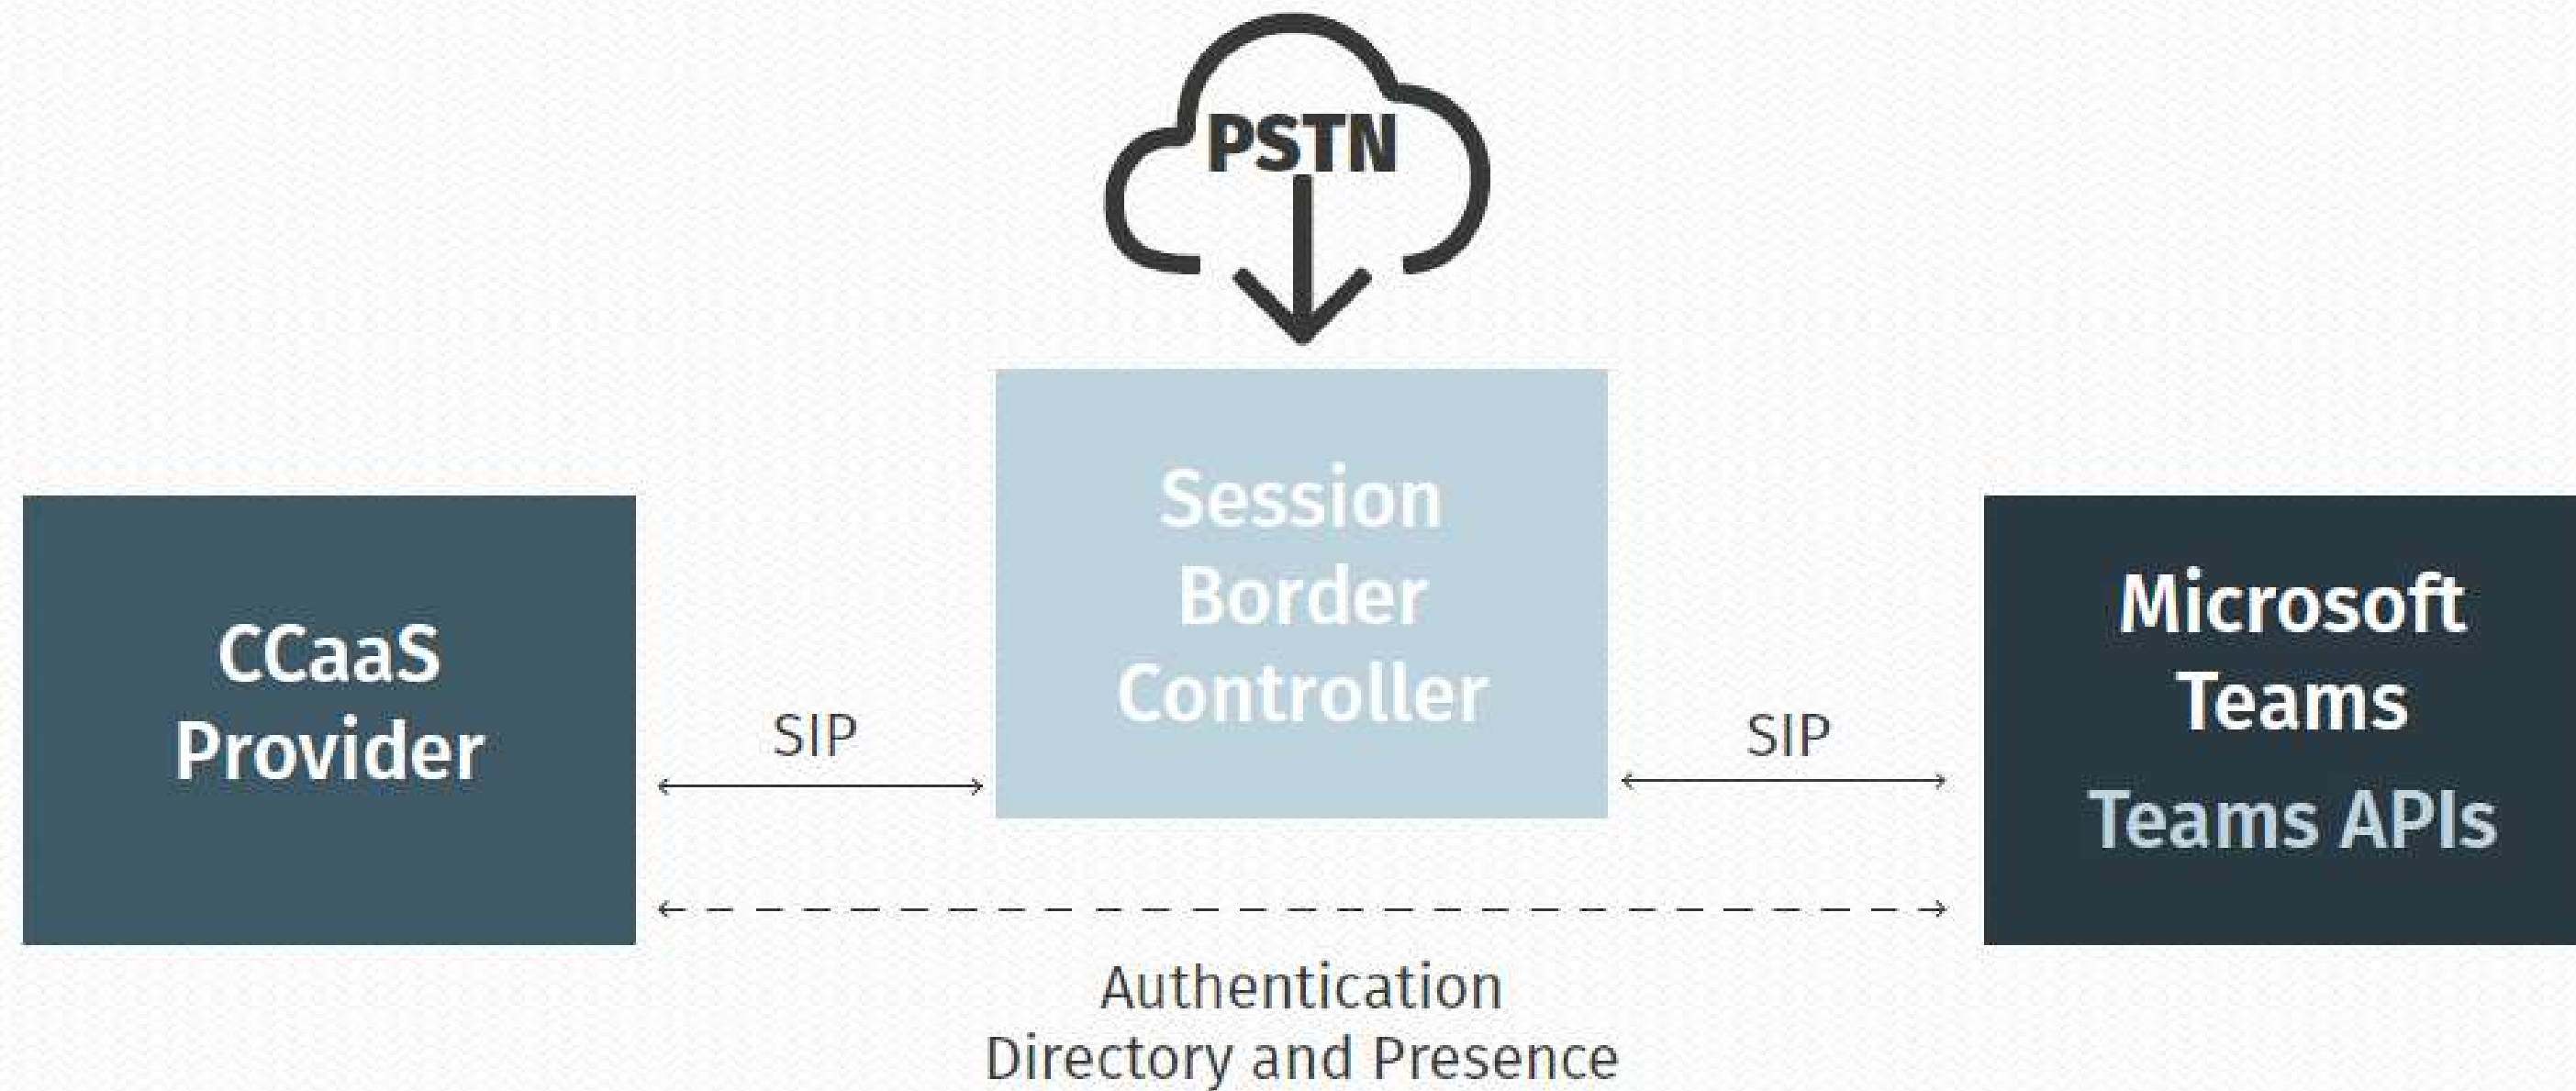 PSTN
Session
Border
Controller
CCaaS
Provider
SIP
SIP
Microsoft
Teams
Teams APIs
Authentication
Directory and Presence